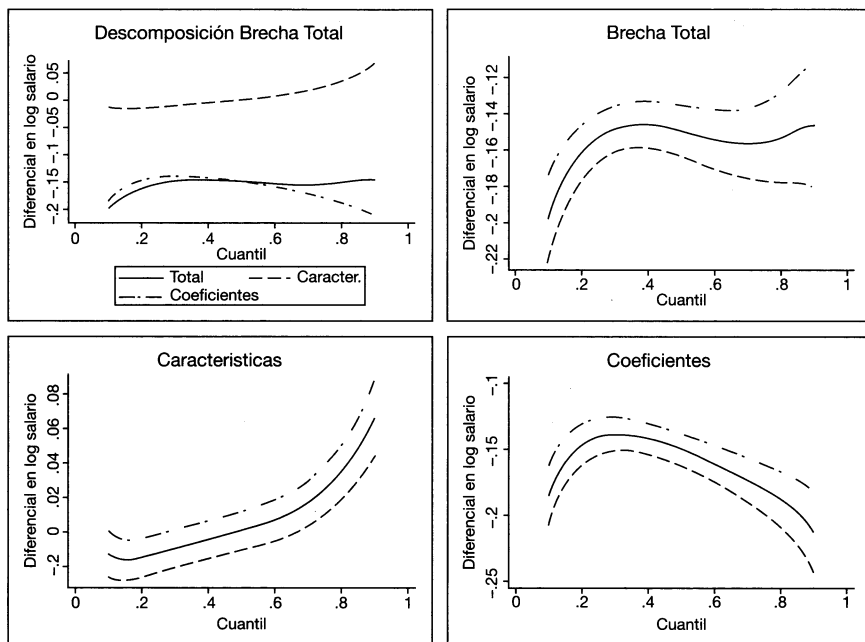 Descomposición Brecha Total
Diferencial en log salario
.05
0
-.05
-.1
-.15
-.2
0 .2 .4 .6 .8 1
Cuantil
Total Caracter.
Coeficientes
Brecha Total
Diferencial en log salario
-.12
-.14
-.16
-.18
-.2
-.22
0 .2 .4 .6 .8 1
Cuantil
Caracteristicas
Diferencial en log salario
.08
.06
.04
.02
0
-.2
0 .2 .4 .6 .8 1
Cuantil
Coeficientes
Diferencial en log salario
-.1
-.15
-.2
-.25
0 .2 .4 .6 .8 1
Cuantil